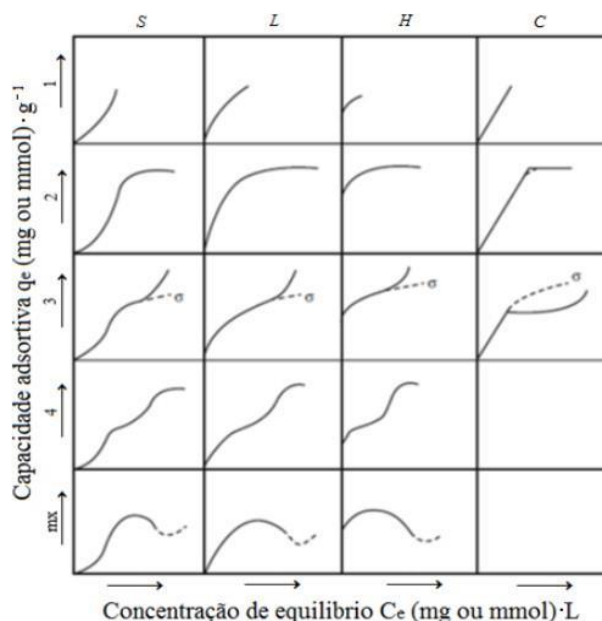 S L H C
Capacidade adsortiva qe (mg ou mmol)· g⁻¹
1
2
3
4
mx
σ
σ
σ
σ
Concentração de equilibrio Ce (mg ou mmol)·L